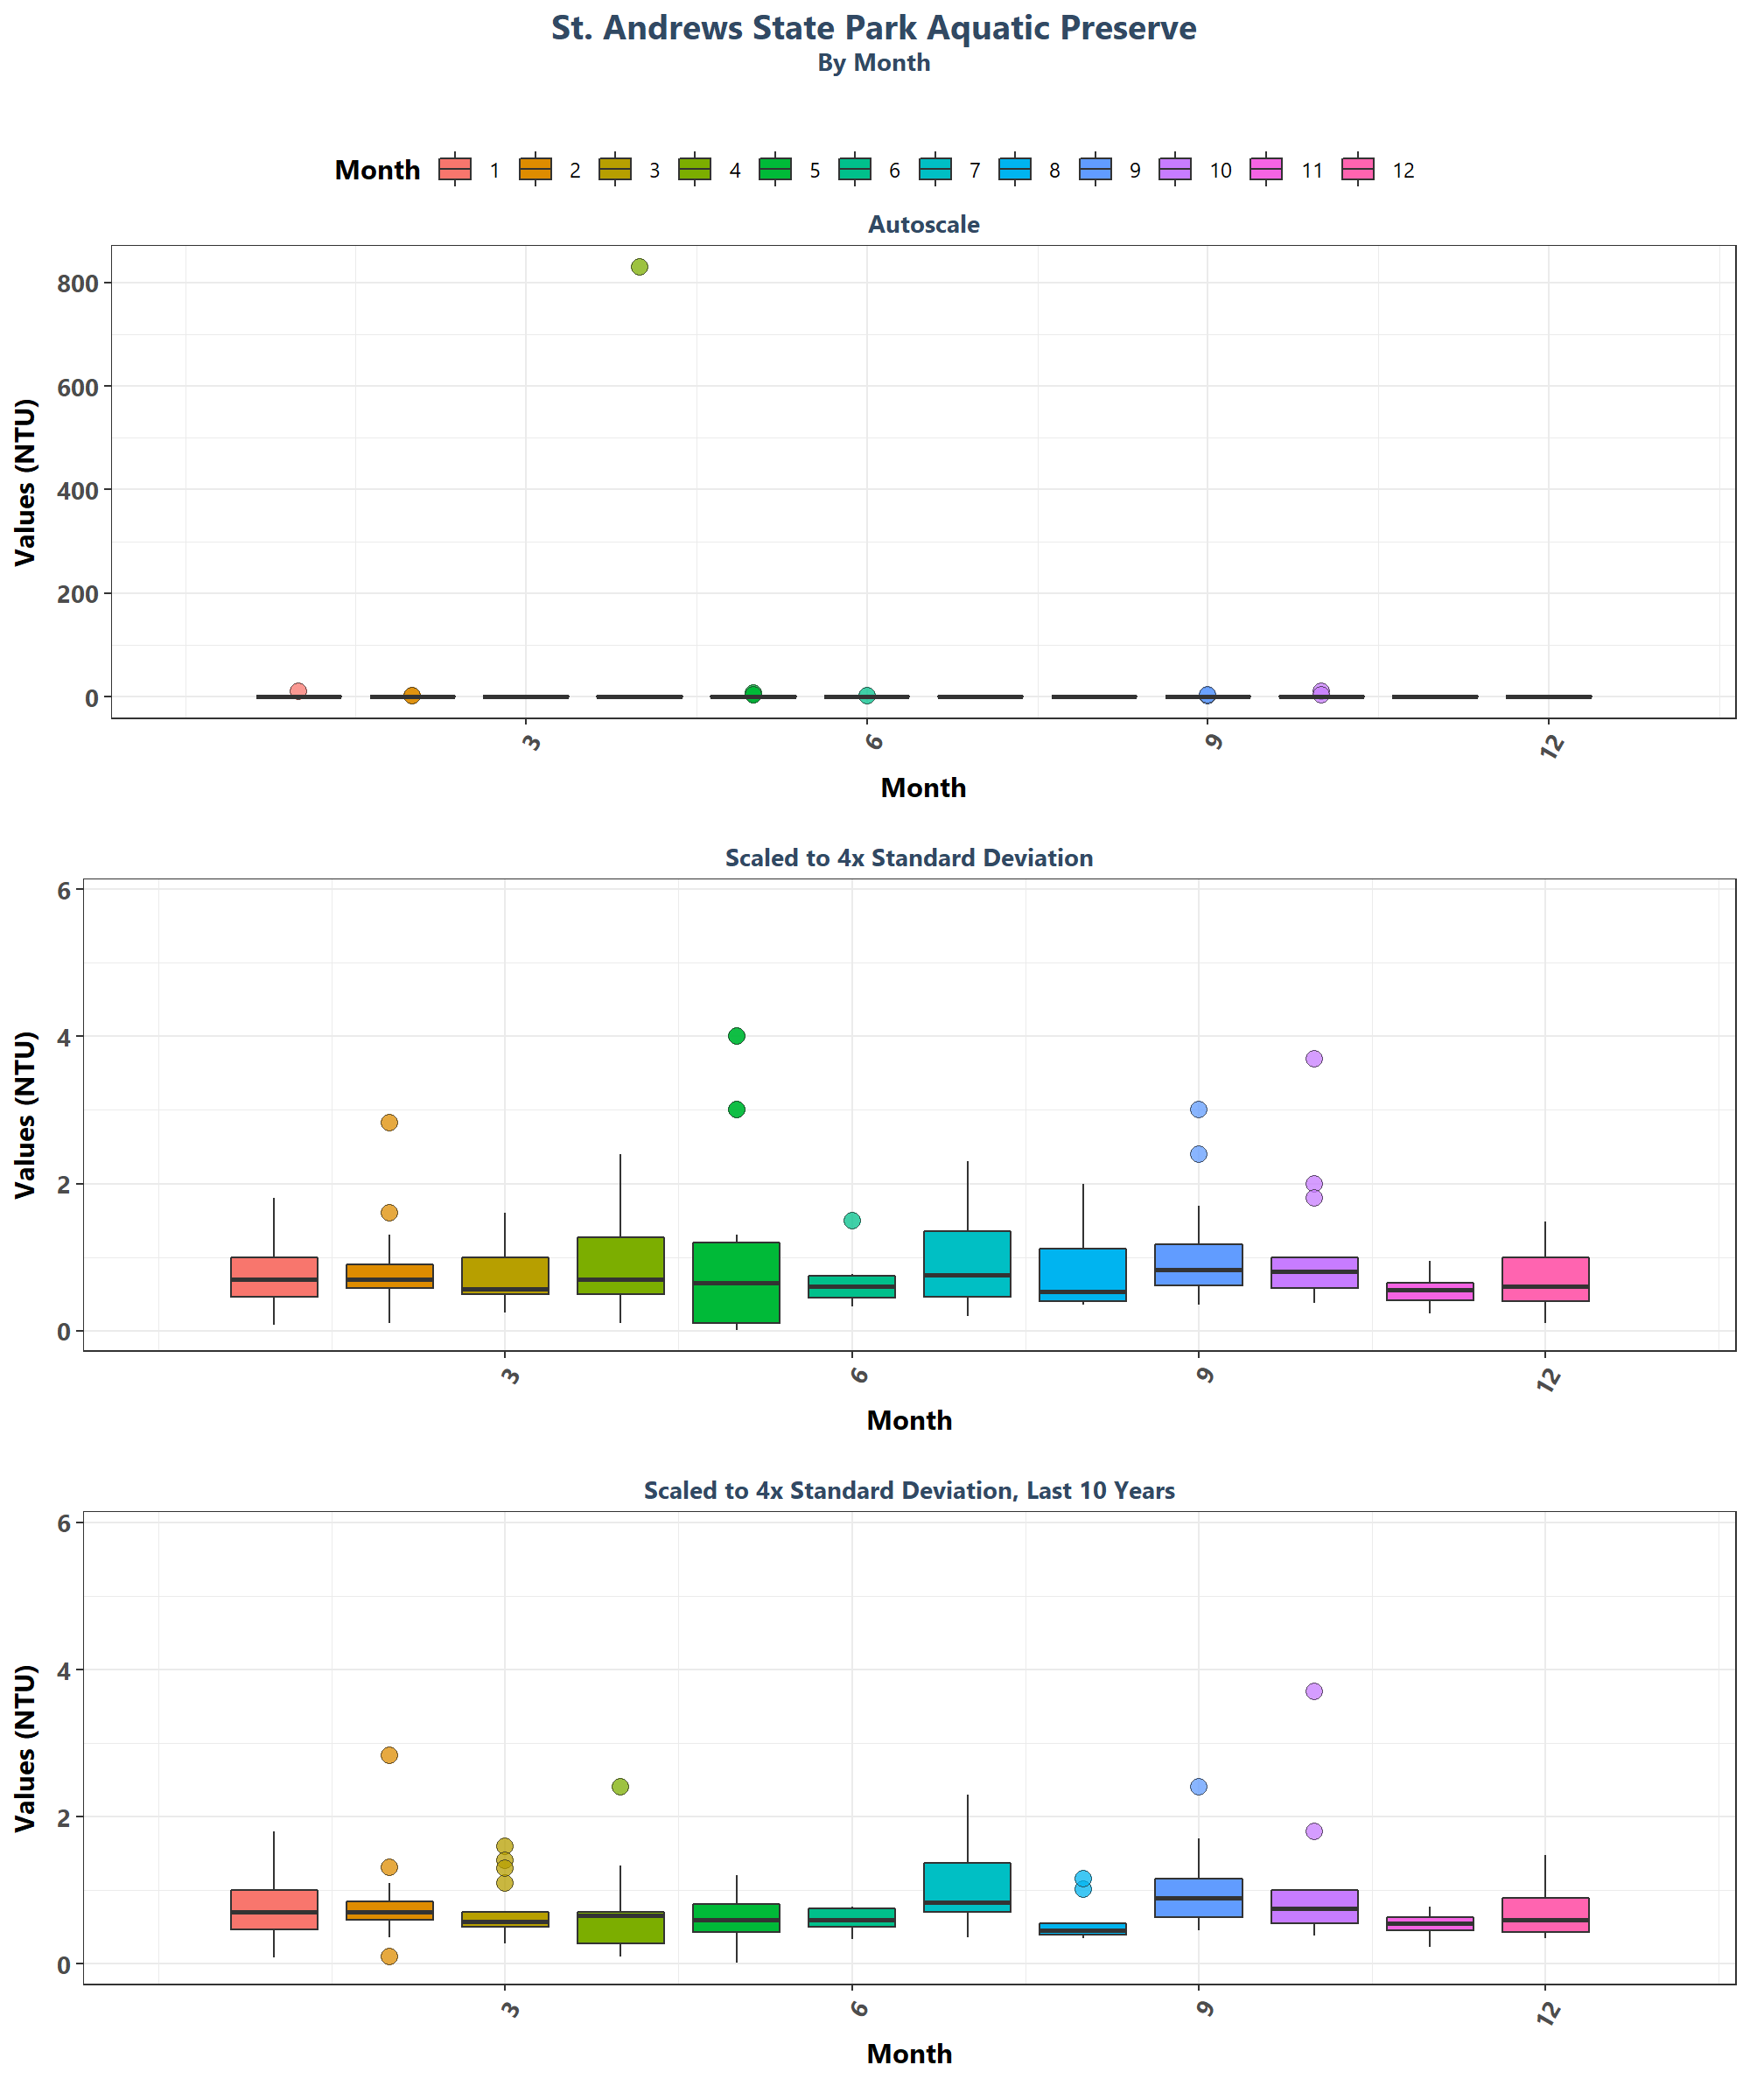 St. Andrews State Park Aquatic Preserve
By Month
Month 1 2 3 4 5 6 7 8 9 10 11 12
Autoscale
Values (NTU)
800
600
400
200
0
3 6 9 12
Month
Scaled to 4x Standard Deviation
Values (NTU)
6
4
2
0
3 6 9 12
Month
Scaled to 4x Standard Deviation, Last 10 Years
Values (NTU)
6
4
2
0
3 6 9 12
Month